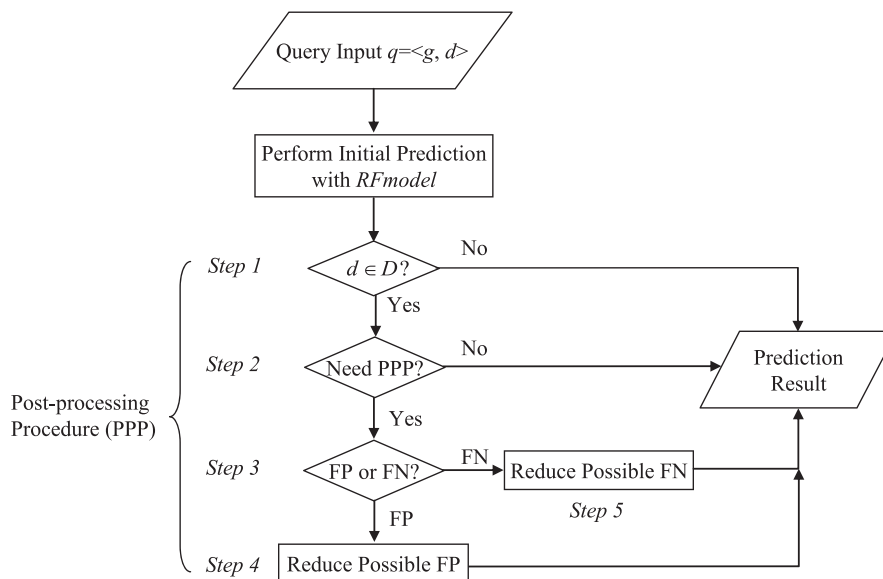 Query Input q=<g, d>
Perform Initial Prediction
with RFmodel
Step 1
d ∈ D?
No
Yes
Step 2
Need PPP?
No
Prediction
Result
Post-processing
Procedure (PPP)
Yes
Step 3
FP or FN?
FN
Reduce Possible FN
Step 5
FP
Step 4
Reduce Possible FP